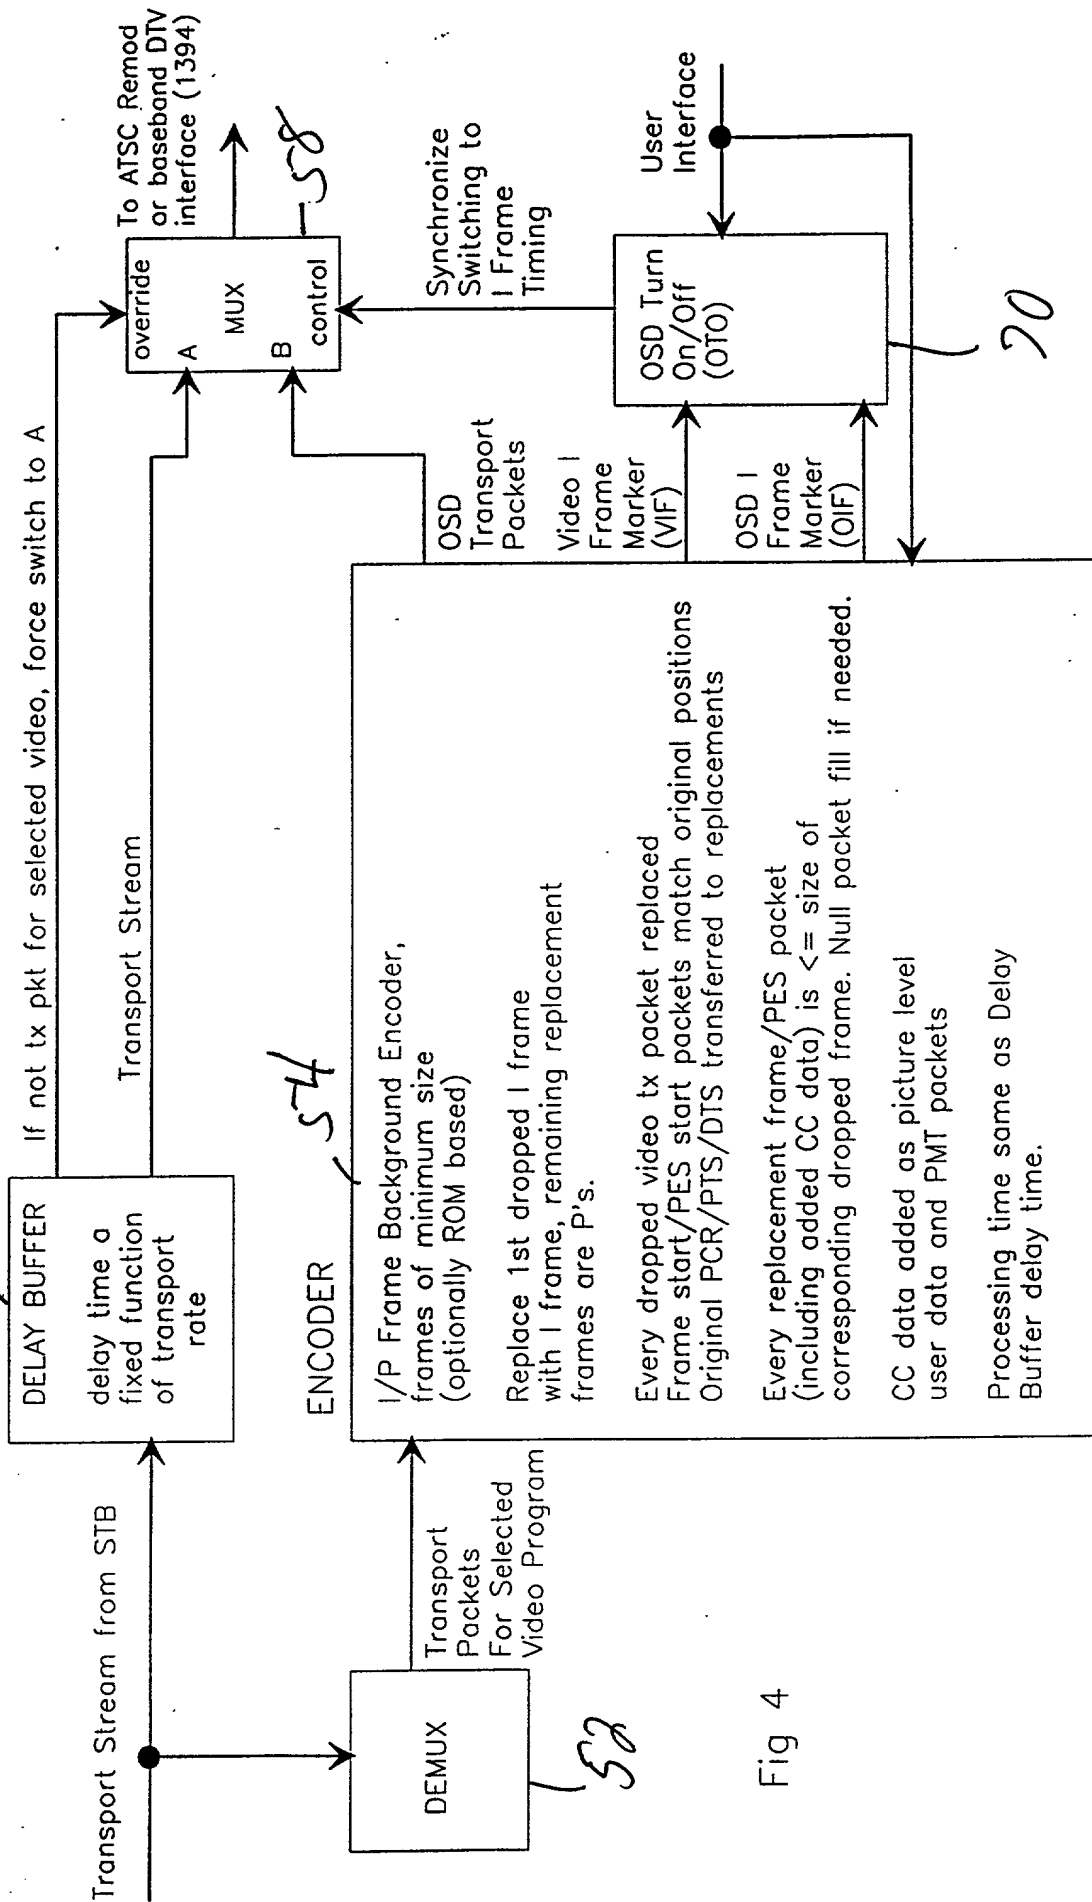 Transport Stream from STB
DELAY BUFFER
delay time a
fixed function
of transport
rate
If not tx pkt for selected video, force switch to A
Transport Stream
override
A
MUX
B
control
58
To ATSC Remod
or baseband DTV
interface (1394)
DEMUX
52
Transport
Packets
For Selected
Video Program
ENCODER
54
I/P Frame Background Encoder,
frames of minimum size
(optionally ROM based)
Replace 1st dropped I frame
with I frame, remaining replacement
frames are P's.
Every dropped video tx packet replaced
Frame start/PES start packets match original positions
Original PCR/PTS/DTS transferred to replacements
Every replacement frame/PES packet
(including added CC data) is <= size of
corresponding dropped frame. Null packet fill if needed.
CC data added as picture level
user data and PMT packets
Processing time same as Delay
Buffer delay time.
OSD
Transport
Packets
Video I
Frame
Marker
(VIF)
OSD I
Frame
Marker
(OIF)
Synchronize
Switching to
I Frame
Timing
OSD Turn
On/Off
(OTO)
70
User
Interface
Fig 4